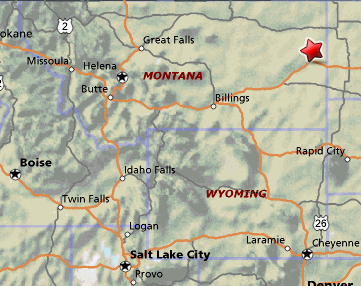 2
Great Falls
okane
Missoula
Helena
MONTANA
Butte
Billings
Rapid City
Boise
Idaho Falls
Twin Falls
WYOMING
26
Logan
Laramie
Cheyenne
Salt Lake City
Provo
Denver